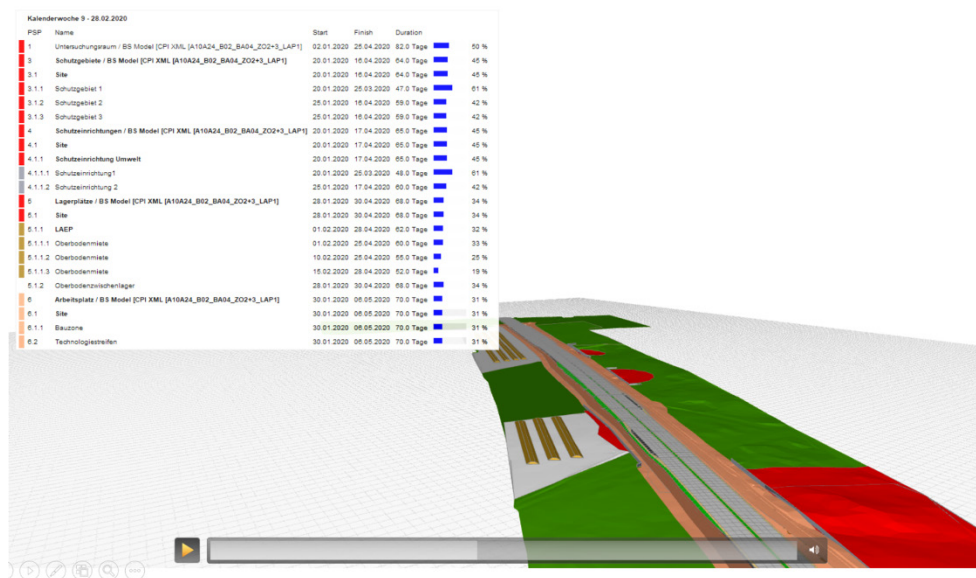 Kalenderwoche 9 - 28.02.2020
PSP Name Start Finish Duration
1 Untersuchungsraum / BS Model [CPI XML [A10A24_B02_BA04_ZO2+3_LAP1] 02.01.2020 25.04.2020 82.0 Tage 50 %
3 Schutzgebiete / BS Model [CPI XML [A10A24_B02_BA04_ZO2+3_LAP1] 20.01.2020 16.04.2020 64.0 Tage 45 %
3.1 Site 20.01.2020 16.04.2020 64.0 Tage 45 %
3.1.1 Schutzgebiet 1 20.01.2020 25.03.2020 47.0 Tage 61 %
3.1.2 Schutzgebiet 2 25.01.2020 16.04.2020 59.0 Tage 42 %
3.1.3 Schutzgebiet 3 25.01.2020 16.04.2020 59.0 Tage 42 %
4 Schutzeinrichtungen / BS Model [CPI XML [A10A24_B02_BA04_ZO2+3_LAP1] 20.01.2020 17.04.2020 65.0 Tage 45 %
4.1 Site 20.01.2020 17.04.2020 65.0 Tage 45 %
4.1.1 Schutzeinrichtung Umwelt 20.01.2020 17.04.2020 65.0 Tage 45 %
4.1.1.1 Schutzeinrichtung1 20.01.2020 25.03.2020 48.0 Tage 61 %
4.1.1.2 Schutzeinrichtung 2 25.01.2020 17.04.2020 60.0 Tage 42 %
5 Lagerplätze / BS Model [CPI XML [A10A24_B02_BA04_ZO2+3_LAP1] 28.01.2020 30.04.2020 68.0 Tage 34 %
5.1 Site 28.01.2020 30.04.2020 68.0 Tage 34 %
5.1.1 LAEP 01.02.2020 28.04.2020 62.0 Tage 32 %
5.1.1.1 Oberbodenmiete 01.02.2020 25.04.2020 60.0 Tage 33 %
5.1.1.2 Oberbodenmiete 10.02.2020 25.04.2020 55.0 Tage 25 %
5.1.1.3 Oberbodenmiete 15.02.2020 28.04.2020 52.0 Tage 19 %
5.1.2 Oberbodenzwischenlager 28.01.2020 30.04.2020 68.0 Tage 34 %
6 Arbeitsplatz / BS Model [CPI XML [A10A24_B02_BA04_ZO2+3_LAP1] 30.01.2020 06.05.2020 70.0 Tage 31 %
6.1 Site 30.01.2020 06.05.2020 70.0 Tage 31 %
6.1.1 Bauzone 30.01.2020 06.05.2020 70.0 Tage 31 %
6.2 Technologiestreifen 30.01.2020 06.05.2020 70.0 Tage 31 %